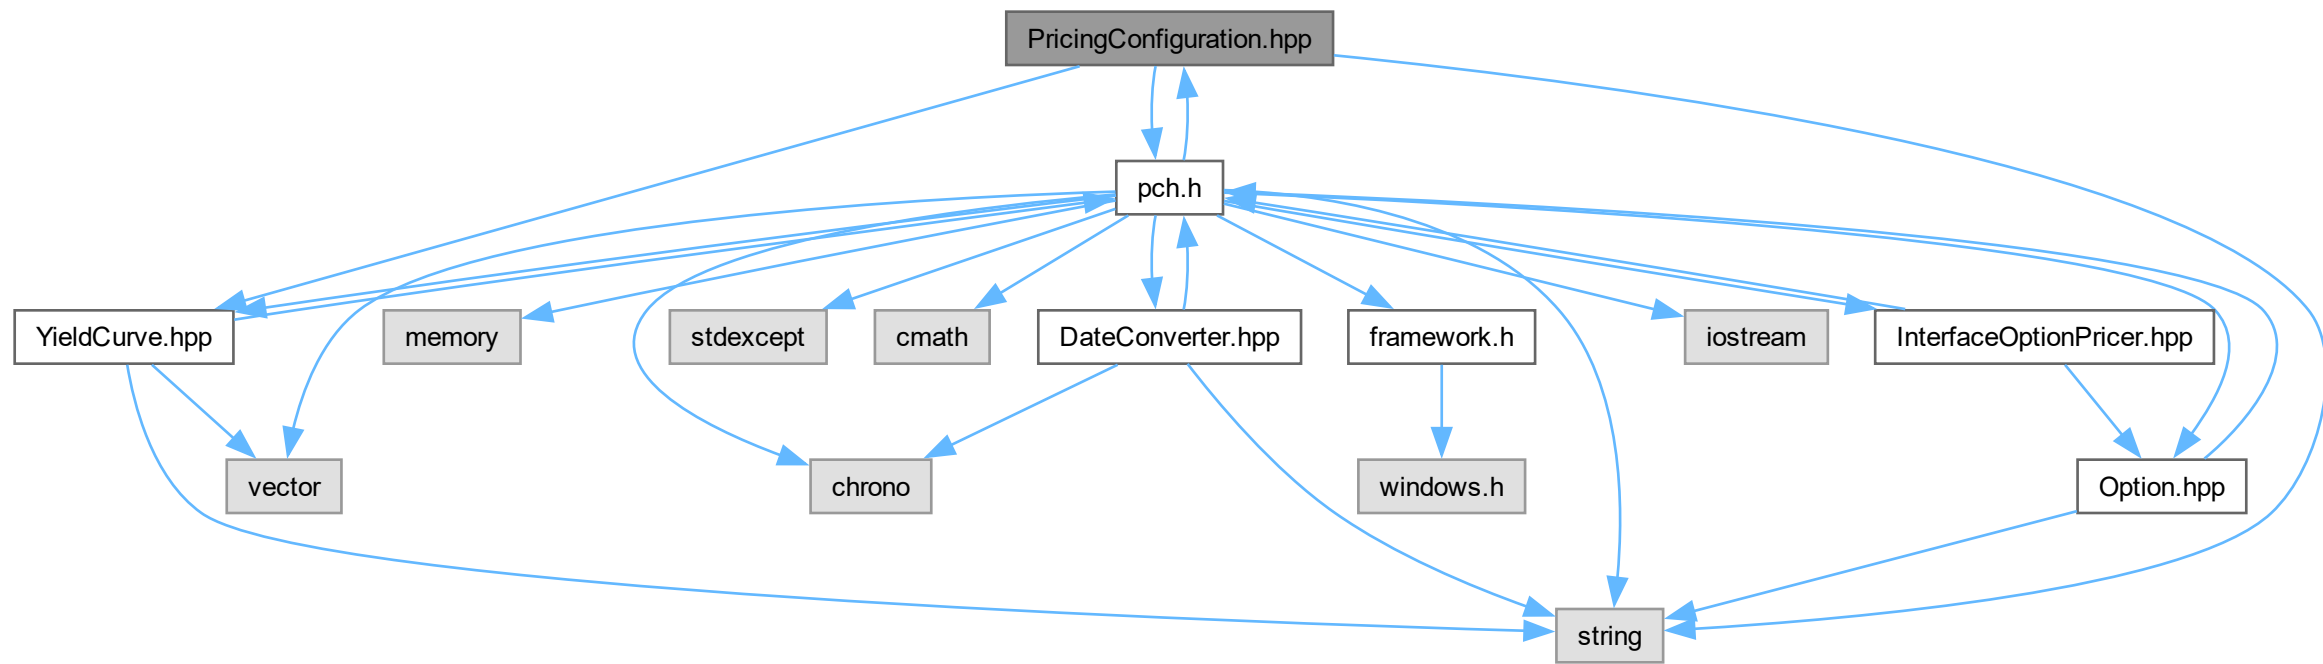 PricingConfiguration.hpp
pch.h
YieldCurve.hpp
memory
stdexcept
cmath
DateConverter.hpp
framework.h
iostream
InterfaceOptionPricer.hpp
vector
chrono
windows.h
Option.hpp
string